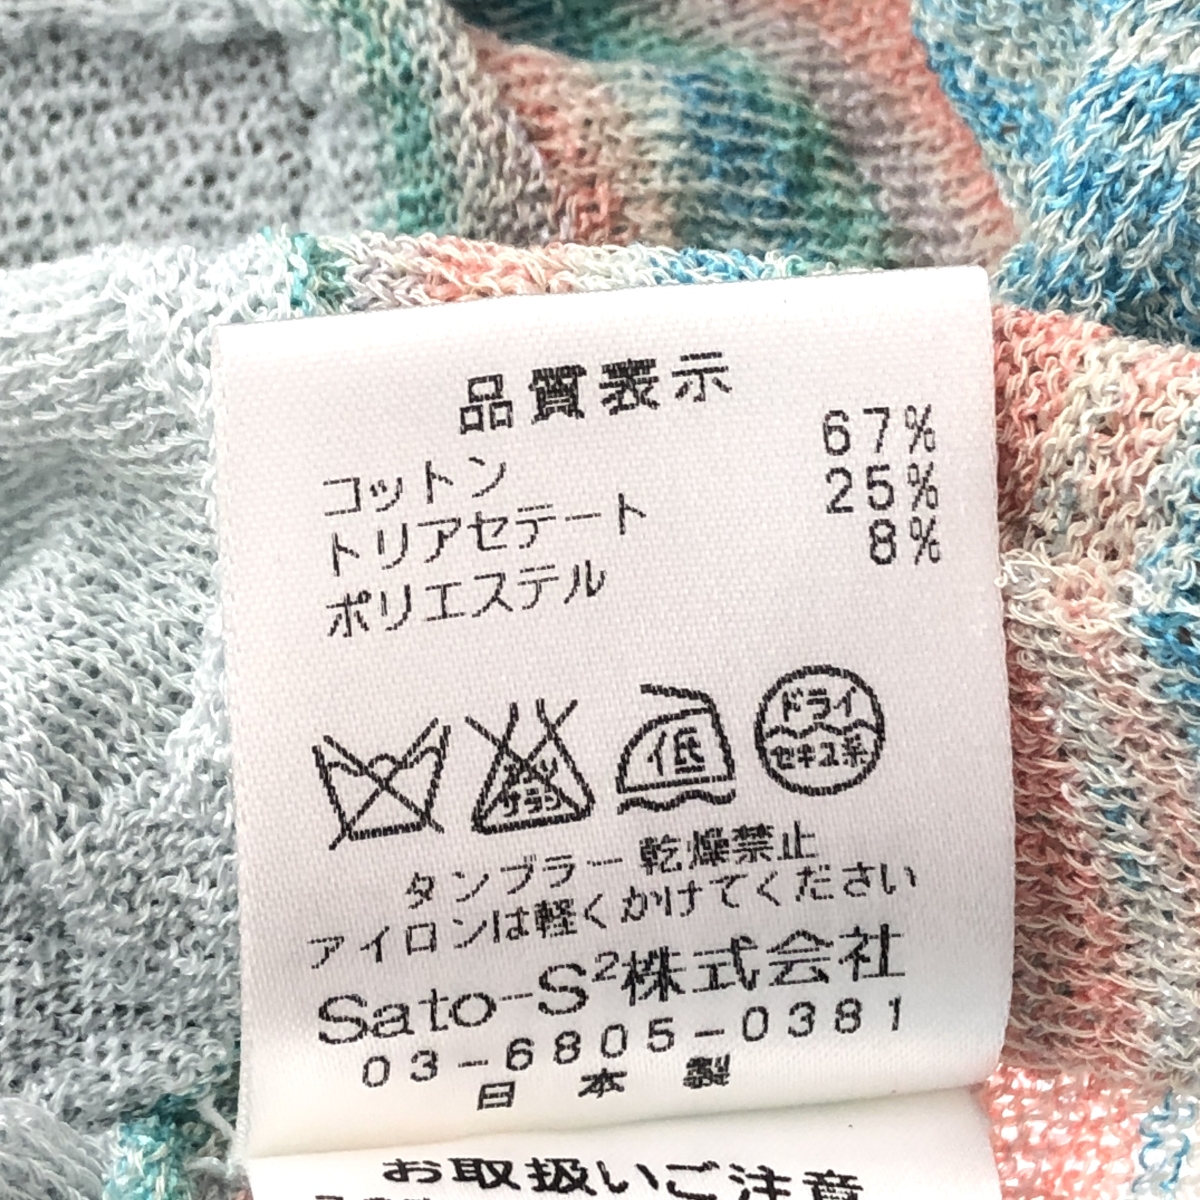 品質表示
コットン 67%
トリアセテート 25%
ポリエステル 8%
低
ドライ
セキユ系
タンブラー乾燥禁止
アイロンは軽くかけてください
Sato-S²株式会社
03-6805-0381
日本製
お取扱いご注意